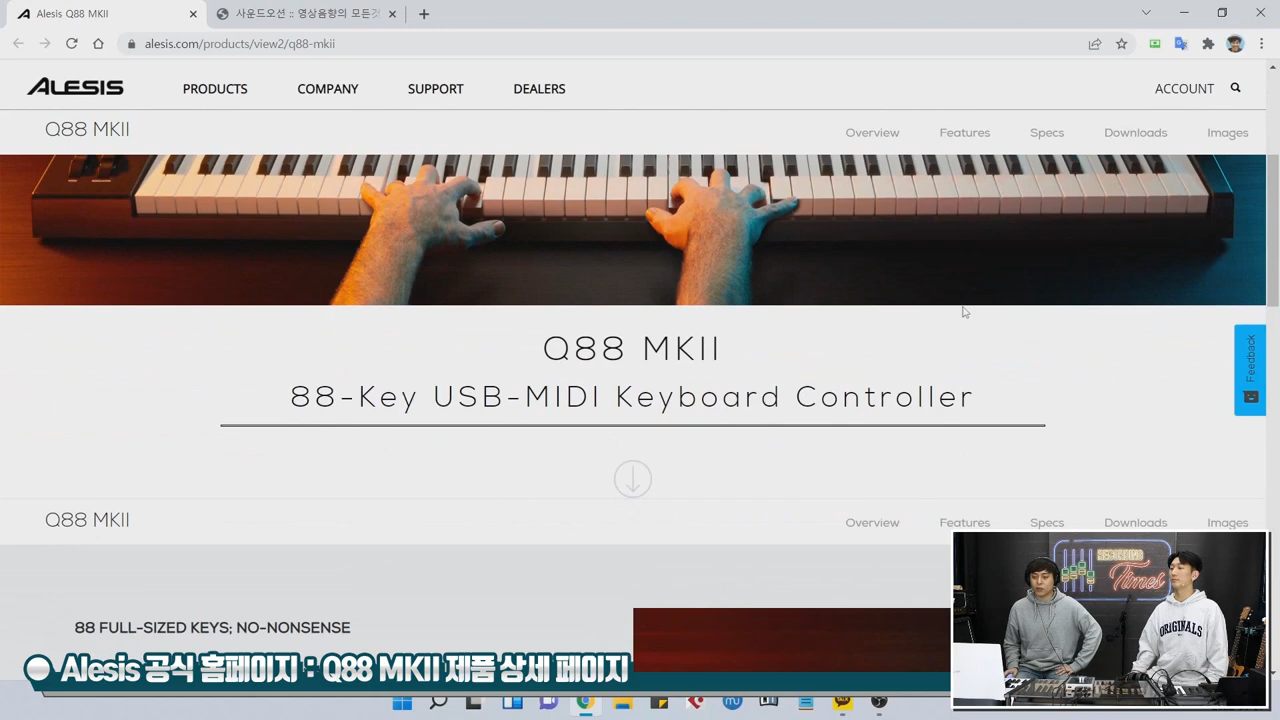 Alesis Q88 MKII
사운드오션 :: 영상음향의 모든것
alesis.com/products/view2/q88-mkii
ALESIS
PRODUCTS
COMPANY
SUPPORT
DEALERS
ACCOUNT
Q88 MKII
Overview
Features
Specs
Downloads
Images
Q88 MKII
88-Key USB-MIDI Keyboard Controller
Feedback
Q88 MKII
Overview
Features
Specs
Downloads
Images
88 FULL-SIZED KEYS; NO-NONSENSE
RECORDING
Times
ORIGINALS
Alesis 공식 홈페이지 : Q88 MKII 제품 상세 페이지